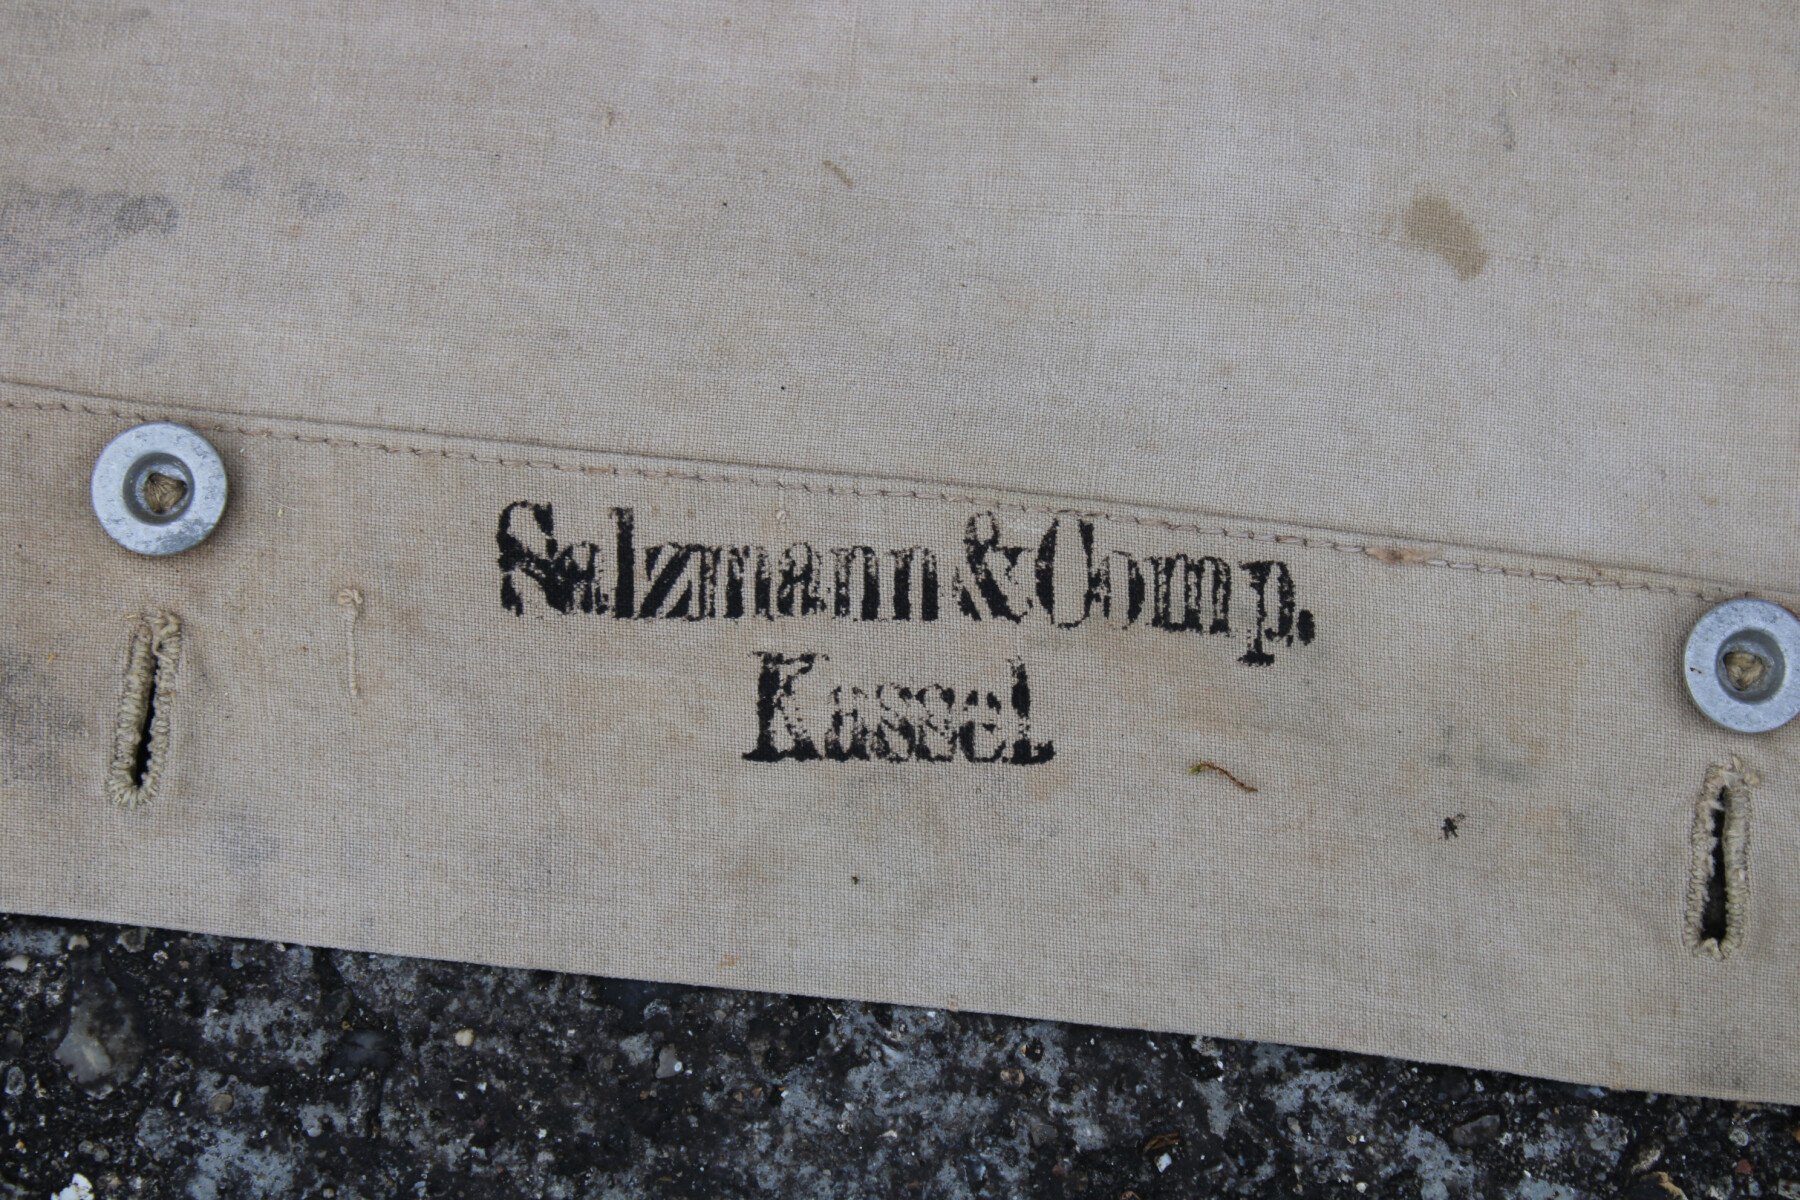 Salzmann & Comp.
Kassel.